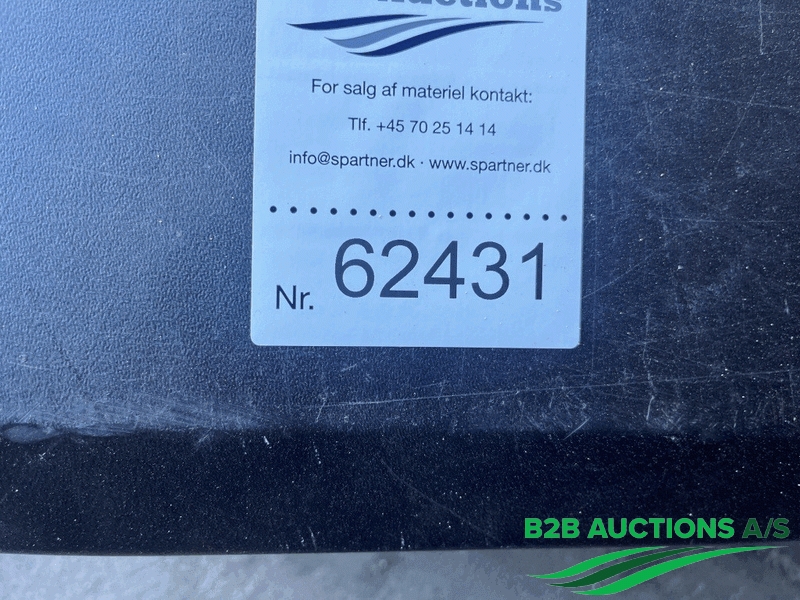 For salg af materiel kontakt:
Tlf. +45 70 25 14 14
info@spartner.dk · www.spartner.dk
Nr. 62431
B2B AUCTIONS A/S